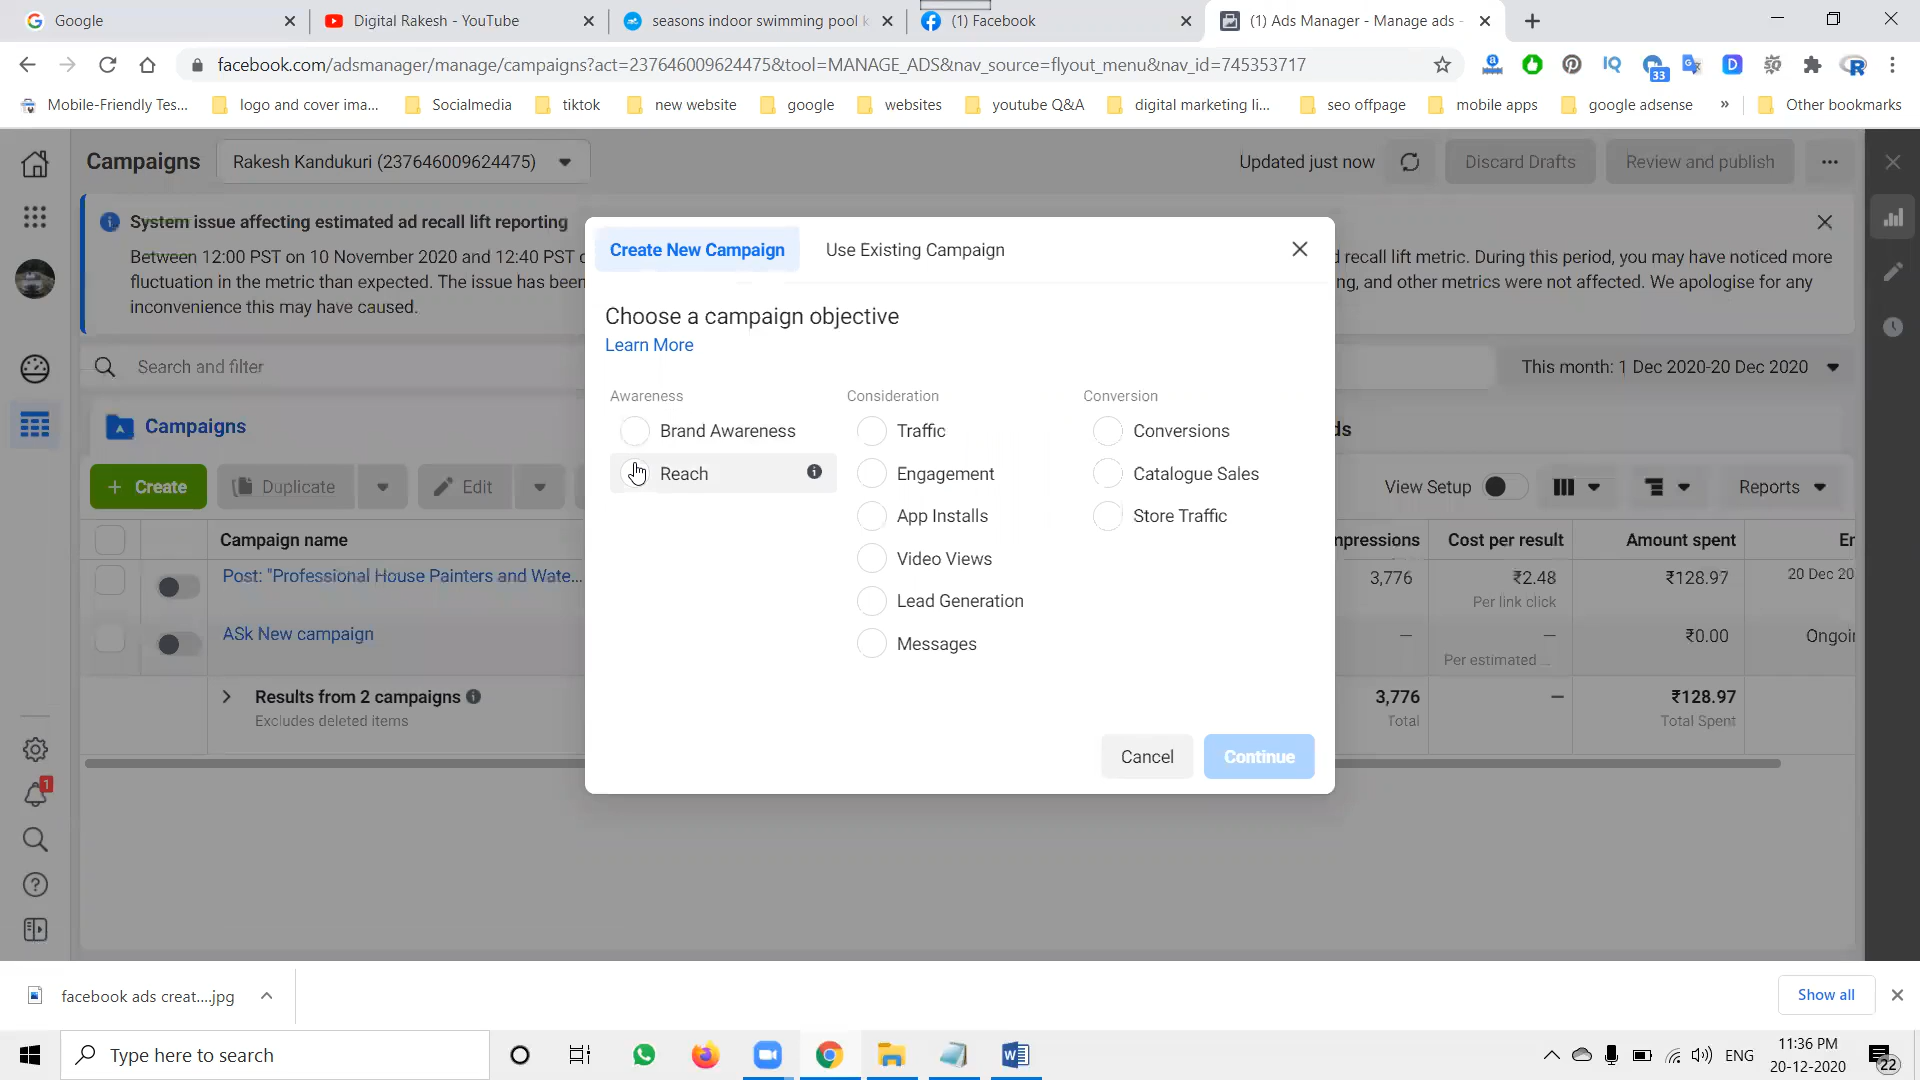 Google
Digital Rakesh - YouTube
seasons indoor swimming pool k
(1) Facebook
(1) Ads Manager - Manage ads -
facebook.com/adsmanager/manage/campaigns?act=237646009624475&tool=MANAGE_ADS&nav_source=flyout_menu&nav_id=745353717
33
Mobile-Friendly Tes...
logo and cover ima...
Socialmedia
tiktok
new website
google
websites
youtube Q&A
digital marketing li...
seo offpage
mobile apps
google adsense
»
Other bookmarks
Campaigns
Rakesh Kandukuri (237646009624475)
Updated just now
Discard Drafts
Review and publish
System issue affecting estimated ad recall lift reporting
Between 12:00 PST on 10 November 2020 and 12:40 PST
recall lift metric. During this period, you may have noticed more
fluctuation in the metric than expected. The issue has been
ng, and other metrics were not affected. We apologise for any
inconvenience this may have caused.
Search and filter
This month: 1 Dec 2020-20 Dec 2020
Campaigns
ds
+ Create
Duplicate
Edit
View Setup
Reports
Campaign name
mpressions
Cost per result
Amount spent
Er
Post: "Professional House Painters and Wate...
3,776
₹2.48
₹128.97
20 Dec 20
Per link click
ASk New campaign
—
—
₹0.00
Ongoin
Per estimated ...
Results from 2 campaigns
3,776
—
₹128.97
Excludes deleted items
Total
Total Spent
Create New Campaign
Use Existing Campaign
Choose a campaign objective
Learn More
Awareness
Consideration
Conversion
Brand Awareness
Traffic
Conversions
Reach
Engagement
Catalogue Sales
App Installs
Store Traffic
Video Views
Lead Generation
Messages
Cancel
Continue
1
facebook ads creat....jpg
Show all
Type here to search
ENG
11:36 PM
20-12-2020
22